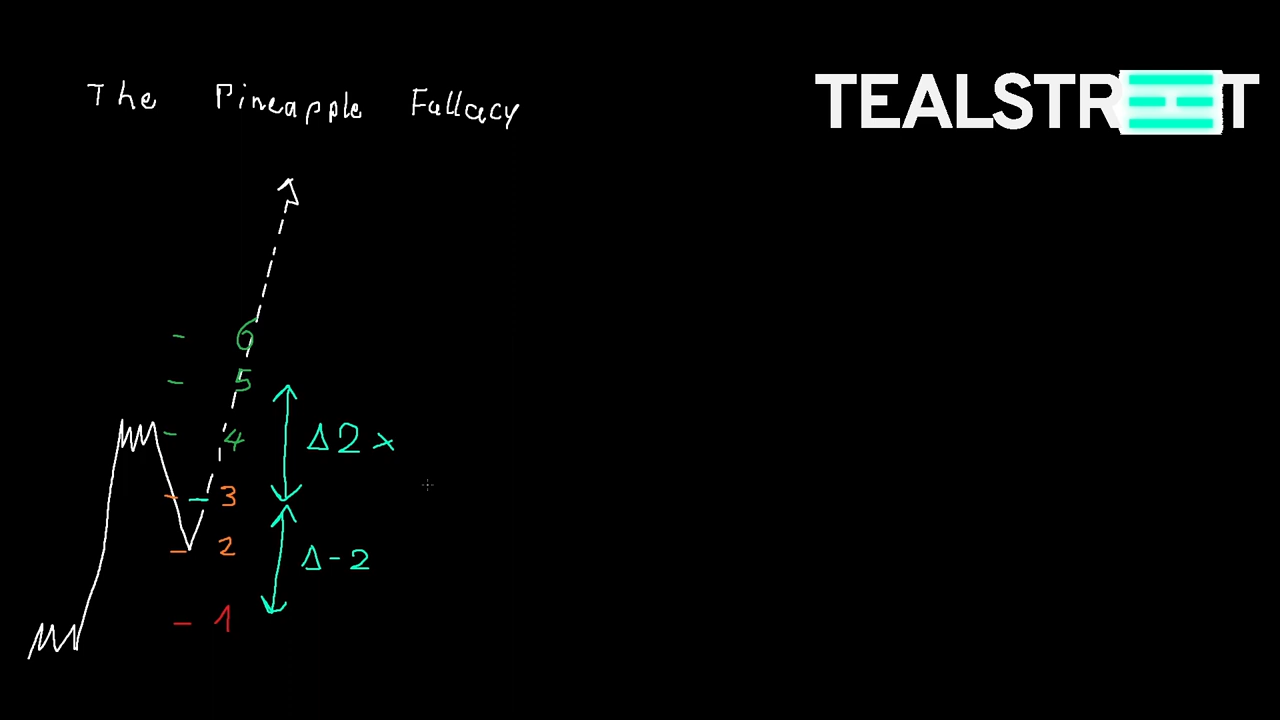 The Pineapple Fallacy
TEALSTREET
- 6
- 5
- 4
Δ2x
- - 3
- 2
Δ-2
- 1